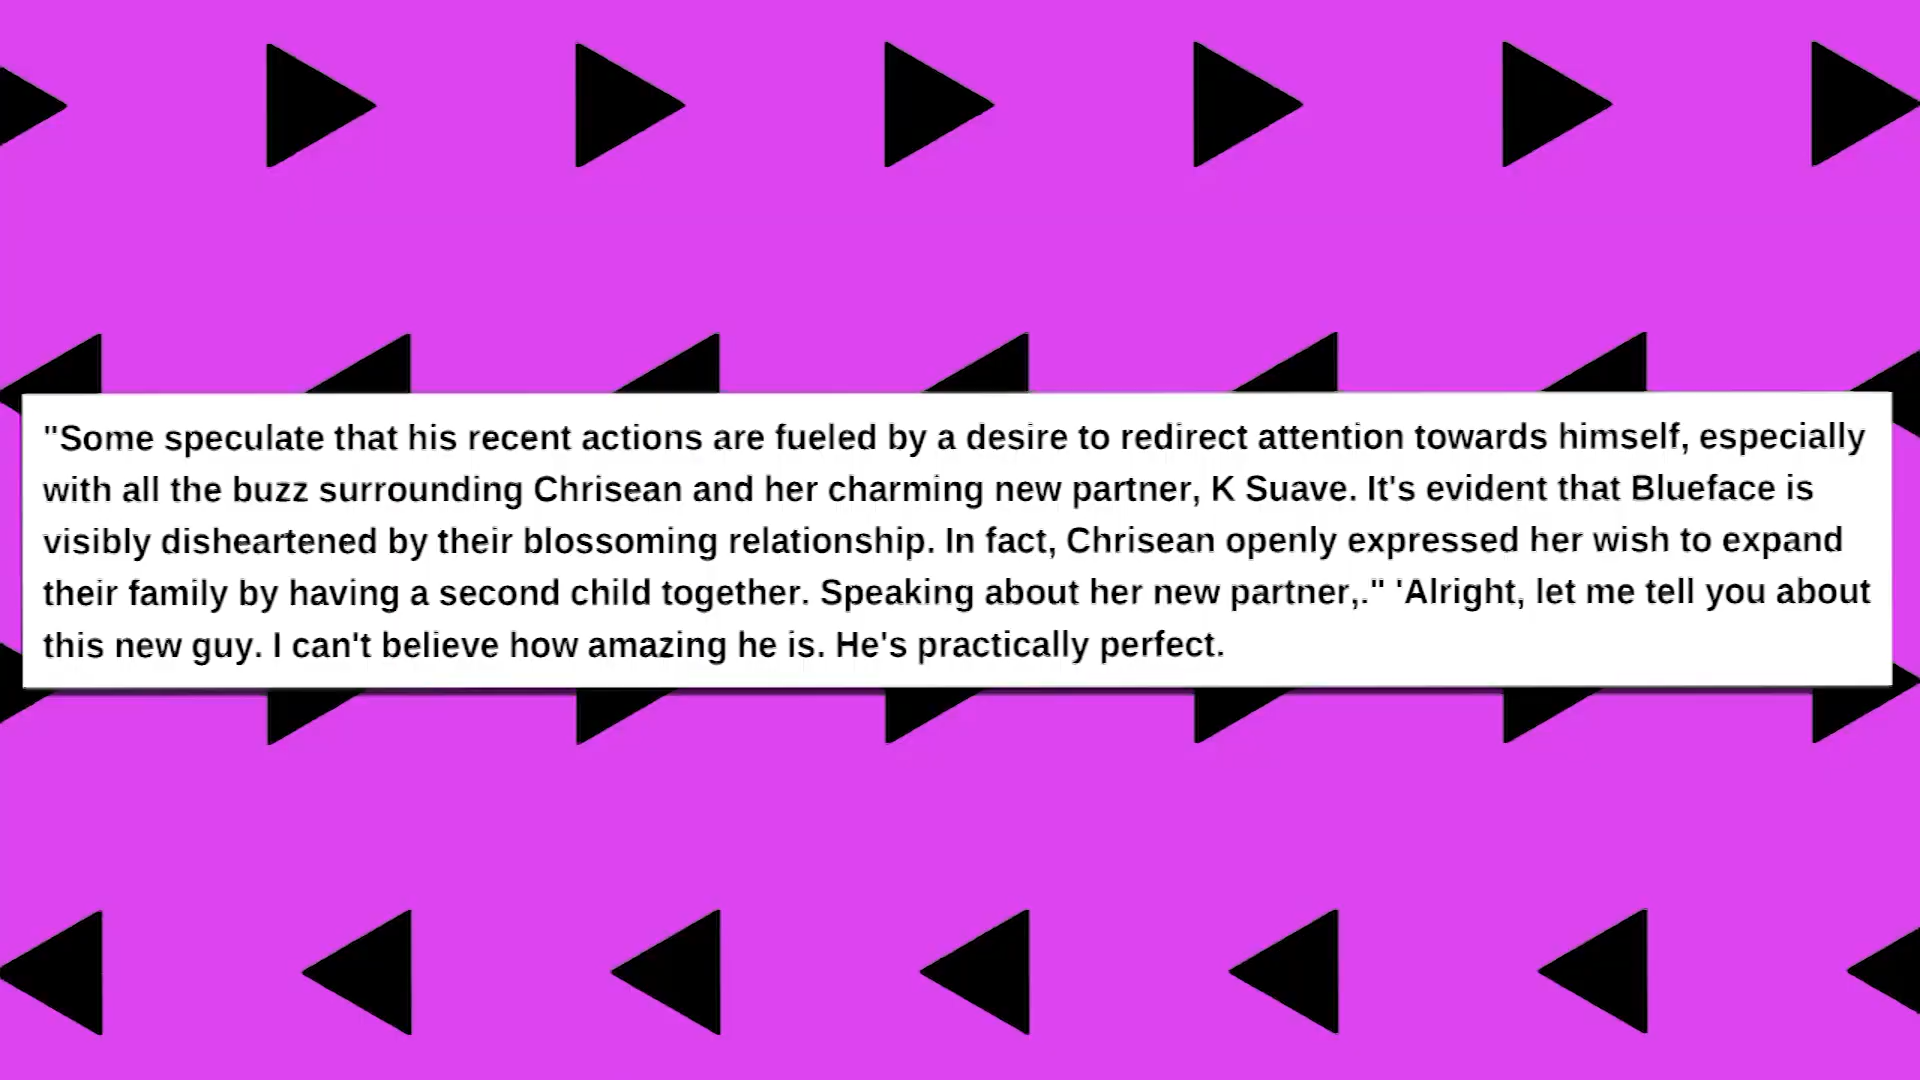 "Some speculate that his recent actions are fueled by a desire to redirect attention towards himself, especially
with all the buzz surrounding Chrisean and her charming new partner, K Suave. It's evident that Blueface is
visibly disheartened by their blossoming relationship. In fact, Chrisean openly expressed her wish to expand
their family by having a second child together. Speaking about her new partner,." 'Alright, let me tell you about
this new guy. I can't believe how amazing he is. He's practically perfect.